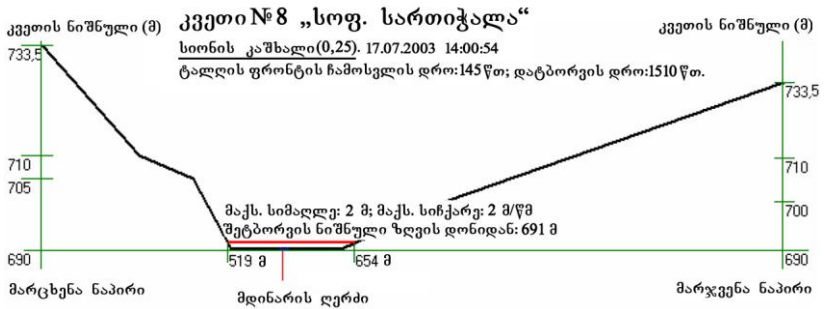 კვეთი № 8 „სოფ. სართიჭალა“
კვეთის ნიშნული (მ)
კვეთის ნიშნული (მ)
სიონის კაშხალი(0,25). 17.07.2003 14:00:54
ტალღის ფრონტის ჩამოსვლის დრო:145 წთ; დატბორვის დრო:1510 წთ.
733,5
733,5
710
710
705
700
მაქს. სიმაღლე: 2 მ; მაქს. სიჩქარე: 2 მ/წმ
შეტბორვის ნიშნული ზღვის დონიდან: 691 მ
690
519 მ
654 მ
690
მარცხენა ნაპირი
მდინარის ღერძი
მარჯვენა ნაპირი